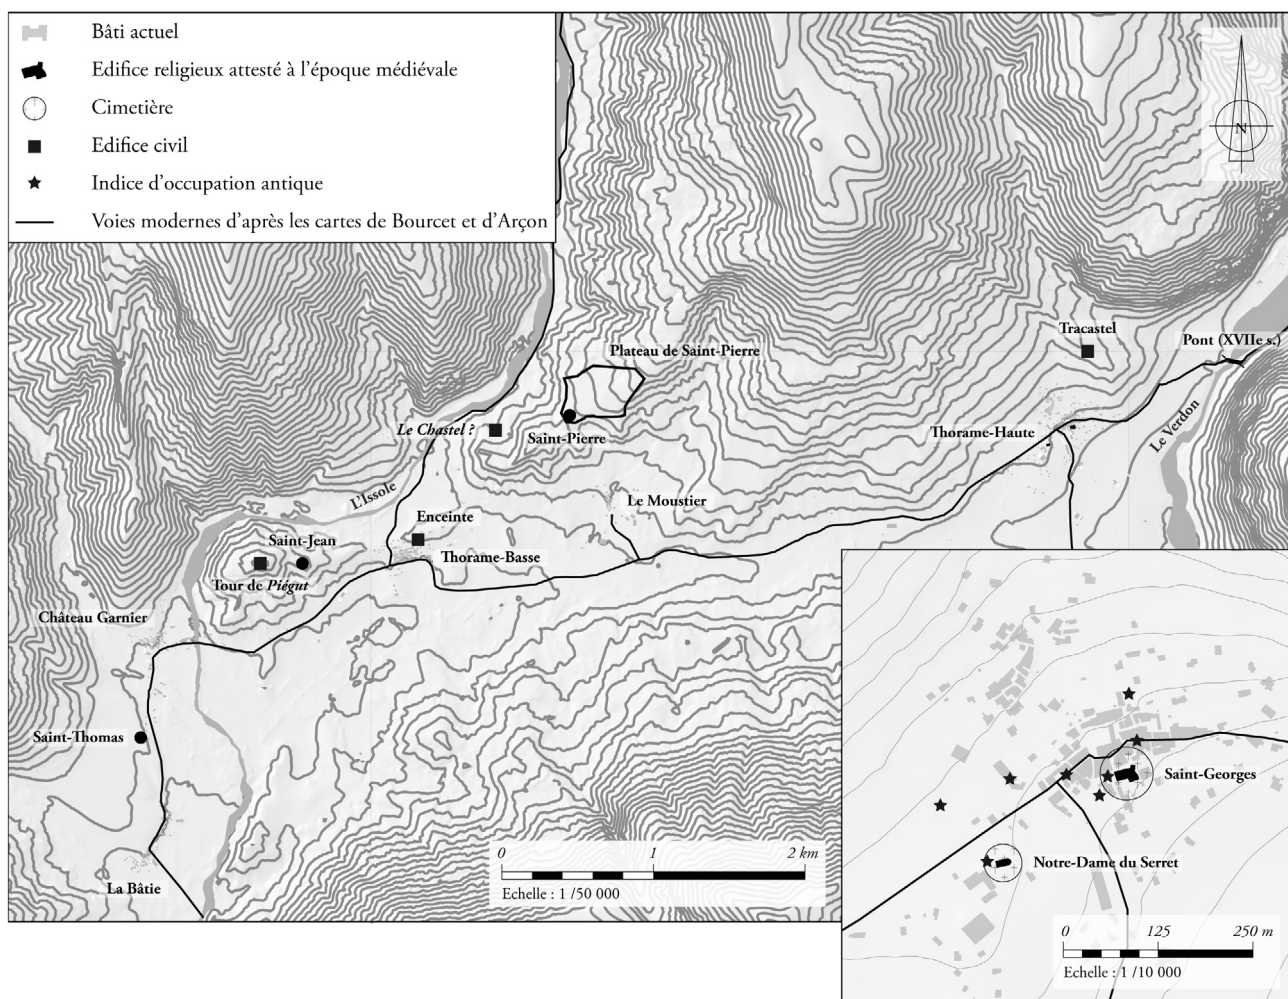 Bâti actuel
Edifice religieux attesté à l'époque médiévale
Cimetière
Edifice civil
Indice d'occupation antique
Voies modernes d'après les cartes de Bourcet et d'Arçon
N
Tracastel
Pont (XVIIe s.)
Plateau de Saint-Pierre
Le Chastel ?
Saint-Pierre
Thorame-Haute
Le Verdon
L'Issole
Le Moustier
Enceinte
Saint-Jean
Thorame-Basse
Tour de Piégut
Château Garnier
Saint-Thomas
La Bâtie
0 1 2 km
Echelle : 1 /50 000
Saint-Georges
Notre-Dame du Serret
0 125 250 m
Echelle : 1 /10 000